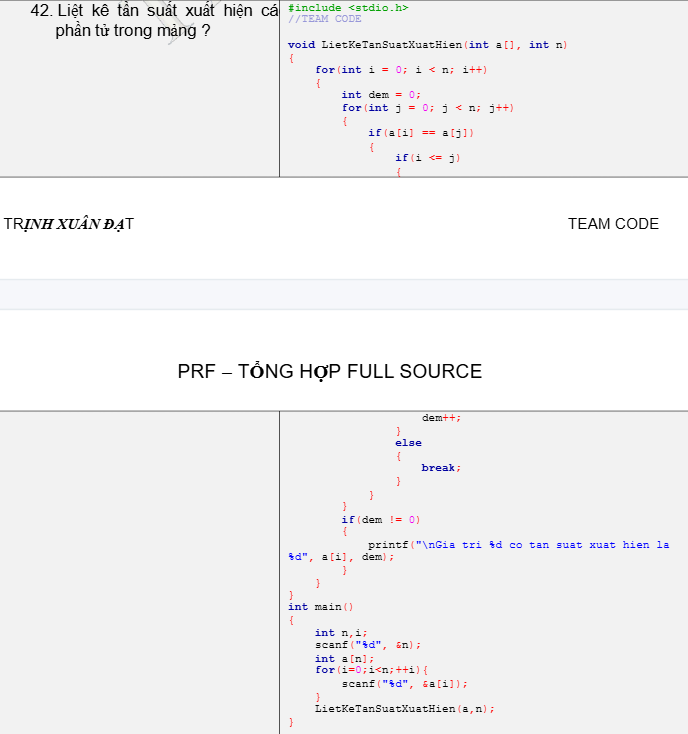 42. Liệt kê tần suất xuất hiện cá
phần tử trong mảng ?
#include <stdio.h>
//TEAM CODE
void LietKeTanSuatXuatHien(int a[], int n)
{
for(int i = 0; i < n; i++)
{
int dem = 0;
for(int j = 0; j < n; j++)
{
if(a[i] == a[j])
{
if(i <= j)
{
TRỊNH XUÂN ĐẠT
TEAM CODE
PRF – TỔNG HỢP FULL SOURCE
dem++;
}
else
{
break;
}
}
}
if(dem != 0)
{
printf("\nGia tri %d co tan suat xuat hien la
%d", a[i], dem);
}
}
}
int main()
{
int n,i;
scanf("%d", &n);
int a[n];
for(i=0;i<n;++i){
scanf("%d", &a[i]);
}
LietKeTanSuatXuatHien(a,n);
}